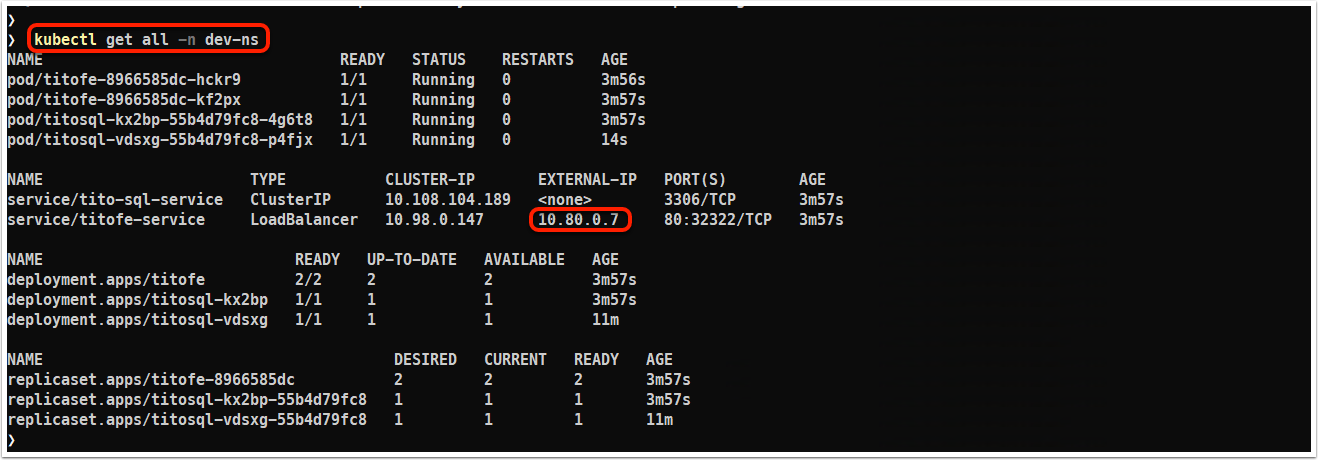 ❯
❯ kubectl get all -n dev-ns
NAME READY STATUS RESTARTS AGE
pod/titofe-8966585dc-hckr9 1/1 Running 0 3m56s
pod/titofe-8966585dc-kf2px 1/1 Running 0 3m57s
pod/titosql-kx2bp-55b4d79fc8-4g6t8 1/1 Running 0 3m57s
pod/titosql-vdsxg-55b4d79fc8-p4fjx 1/1 Running 0 14s
NAME TYPE CLUSTER-IP EXTERNAL-IP PORT(S) AGE
service/tito-sql-service ClusterIP 10.108.104.189 <none> 3306/TCP 3m57s
service/titofe-service LoadBalancer 10.98.0.147 10.80.0.7 80:32322/TCP 3m57s
NAME READY UP-TO-DATE AVAILABLE AGE
deployment.apps/titofe 2/2 2 2 3m57s
deployment.apps/titosql-kx2bp 1/1 1 1 3m57s
deployment.apps/titosql-vdsxg 1/1 1 1 11m
NAME DESIRED CURRENT READY AGE
replicaset.apps/titofe-8966585dc 2 2 2 3m57s
replicaset.apps/titosql-kx2bp-55b4d79fc8 1 1 1 3m57s
replicaset.apps/titosql-vdsxg-55b4d79fc8 1 1 1 11m
❯